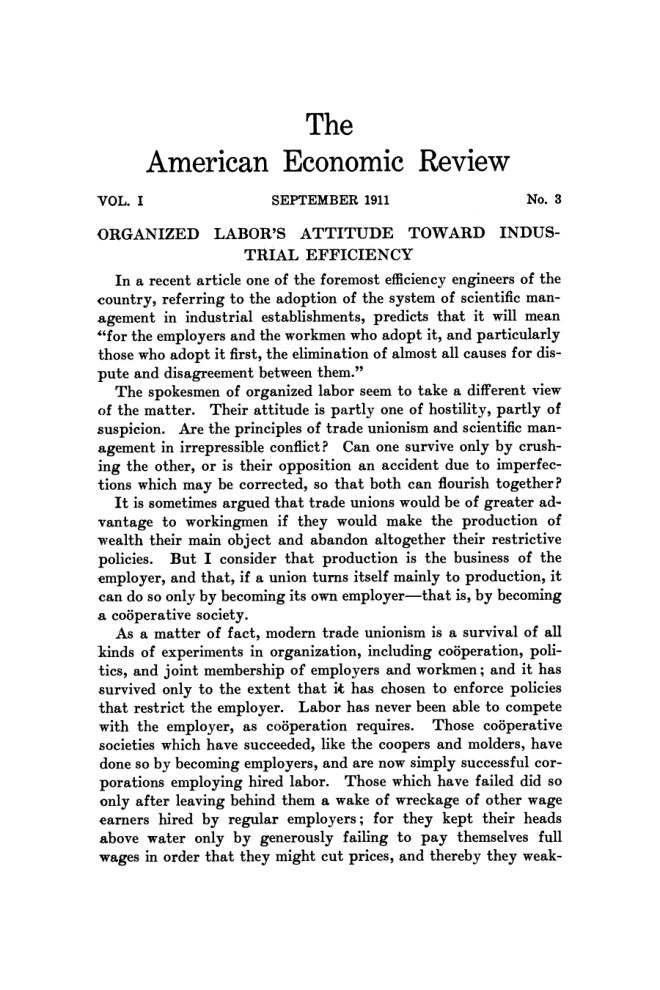 The
American Economic Review
VOL. I SEPTEMBER 1911 No. 3
ORGANIZED LABOR'S ATTITUDE TOWARD INDUS-
TRIAL EFFICIENCY
In a recent article one of the foremost efficiency engineers of the
country, referring to the adoption of the system of scientific man-
agement in industrial establishments, predicts that it will mean
“for the employers and the workmen who adopt it, and particularly
those who adopt it first, the elimination of almost all causes for dis-
pute and disagreement between them.”
The spokesmen of organized labor seem to take a different view
of the matter. Their attitude is partly one of hostility, partly of
suspicion. Are the principles of trade unionism and scientific man-
agement in irrepressible conflict? Can one survive only by crush-
ing the other, or is their opposition an accident due to imperfec-
tions which may be corrected, so that both can flourish together?
It is sometimes argued that trade unions would be of greater ad-
vantage to workingmen if they would make the production of
wealth their main object and abandon altogether their restrictive
policies. But I consider that production is the business of the
employer, and that, if a union turns itself mainly to production, it
can do so only by becoming its own employer—that is, by becoming
a coöperative society.
As a matter of fact, modern trade unionism is a survival of all
kinds of experiments in organization, including coöperation, poli-
tics, and joint membership of employers and workmen; and it has
survived only to the extent that it has chosen to enforce policies
that restrict the employer. Labor has never been able to compete
with the employer, as coöperation requires. Those coöperative
societies which have succeeded, like the coopers and molders, have
done so by becoming employers, and are now simply successful cor-
porations employing hired labor. Those which have failed did so
only after leaving behind them a wake of wreckage of other wage
earners hired by regular employers; for they kept their heads
above water only by generously failing to pay themselves full
wages in order that they might cut prices, and thereby they weak-